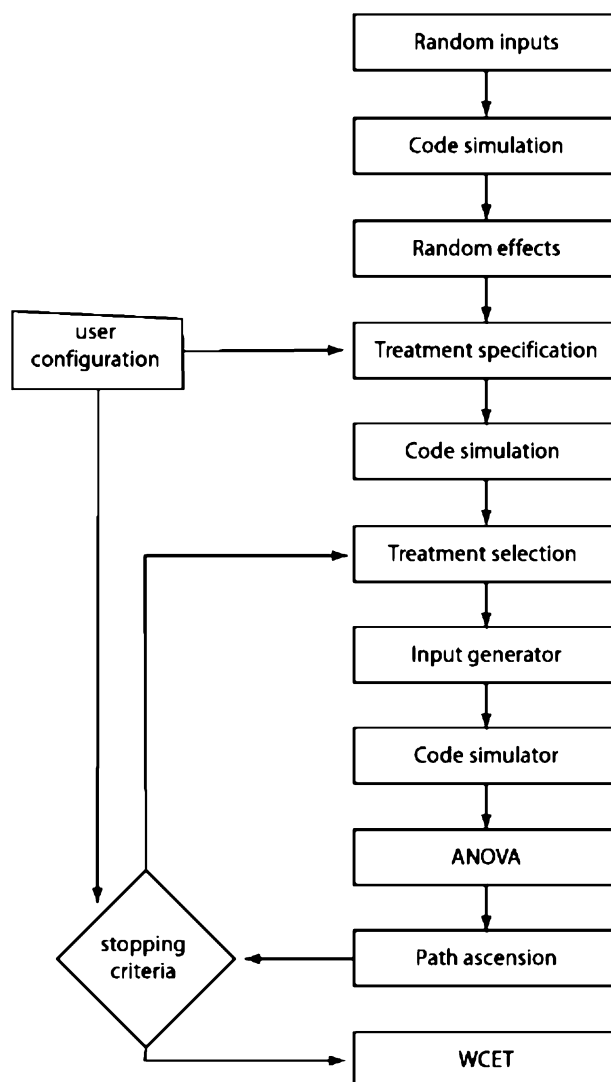 Random inputs
Code simulation
Random effects
user
configuration
Treatment specification
Code simulation
Treatment selection
Input generator
Code simulator
ANOVA
stopping
criteria
Path ascension
WCET